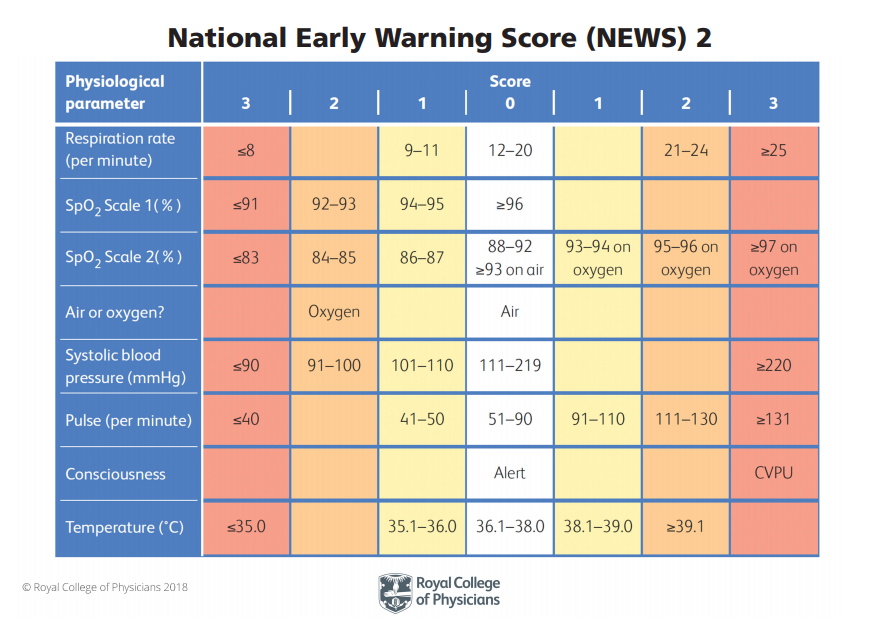 National Early Warning Score (NEWS) 2
Physiological
parameter
Score
3 2 1 0 1 2 3
Respiration rate
(per minute)
≤8 9–11 12–20 21–24 ≥25
SpO₂ Scale 1(%) ≤91 92–93 94–95 ≥96
SpO₂ Scale 2(%) ≤83 84–85 86–87 88–92
≥93 on air 93–94 on
oxygen 95–96 on
oxygen ≥97 on
oxygen
Air or oxygen? Oxygen Air
Systolic blood
pressure (mmHg)
≤90 91–100 101–110 111–219 ≥220
Pulse (per minute) ≤40 41–50 51–90 91–110 111–130 ≥131
Consciousness Alert CVPU
Temperature (°C) ≤35.0 35.1–36.0 36.1–38.0 38.1–39.0 ≥39.1
© Royal College of Physicians 2018
Royal College
of Physicians